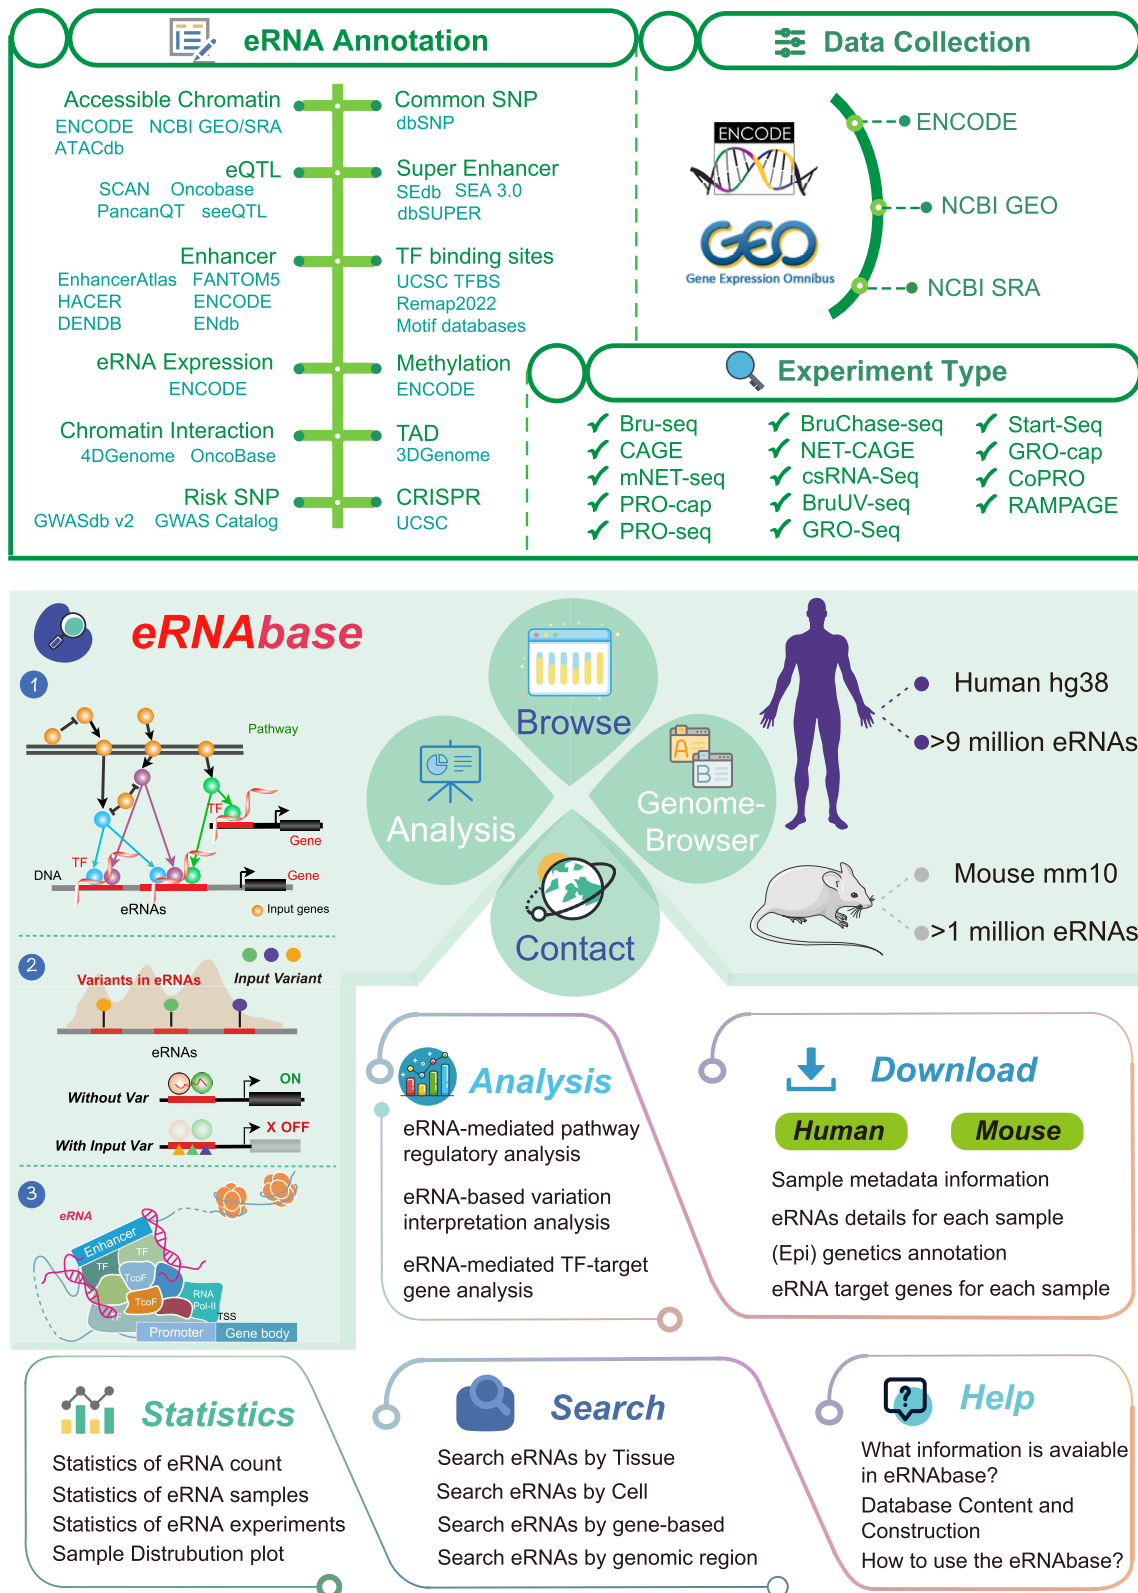 eRNA Annotation
Accessible Chromatin
ENCODE NCBI GEO/SRA
ATACdb
eQTL
SCAN Oncobase
PancanQT seeQTL
Enhancer
EnhancerAtlas FANTOM5
HACER ENCODE
DENDB ENdb
eRNA Expression
ENCODE
Chromatin Interaction
4DGenome OncoBase
Risk SNP
GWASdb v2 GWAS Catalog
Common SNP
dbSNP
Super Enhancer
SEdb SEA 3.0
dbSUPER
TF binding sites
UCSC TFBS
Remap2022
Motif databases
Methylation
ENCODE
TAD
3DGenome
CRISPR
UCSC
Data Collection
ENCODE
GEO
Gene Expression Omnibus
ENCODE
NCBI GEO
NCBI SRA
Experiment Type
Bru-seq
CAGE
mNET-seq
PRO-cap
PRO-seq
BruChase-seq
NET-CAGE
csRNA-Seq
BruUV-seq
GRO-Seq
Start-Seq
GRO-cap
CoPRO
RAMPAGE
eRNAbase
1
Pathway
TF
Gene
TF
DNA
Gene
eRNAs
Input genes
2
Variants in eRNAs
Input Variant
eRNAs
Without Var
ON
With Input Var
X OFF
3
eRNA
Enhancer
TF
TF
TcoF
TcoF
TF
RNA
Pol-II
TSS
Promoter
Gene body
Browse
Analysis
A
B
Genome-
Browser
Contact
Human hg38
>9 million eRNAs
Mouse mm10
>1 million eRNAs
Analysis
eRNA-mediated pathway
regulatory analysis
eRNA-based variation
interpretation analysis
eRNA-mediated TF-target
gene analysis
Download
Human
Mouse
Sample metadata information
eRNAs details for each sample
(Epi) genetics annotation
eRNA target genes for each sample
Statistics
Statistics of eRNA count
Statistics of eRNA samples
Statistics of eRNA experiments
Sample Distrubution plot
Search
Search eRNAs by Tissue
Search eRNAs by Cell
Search eRNAs by gene-based
Search eRNAs by genomic region
?
Help
What information is avaiable
in eRNAbase?
Database Content and
Construction
How to use the eRNAbase?